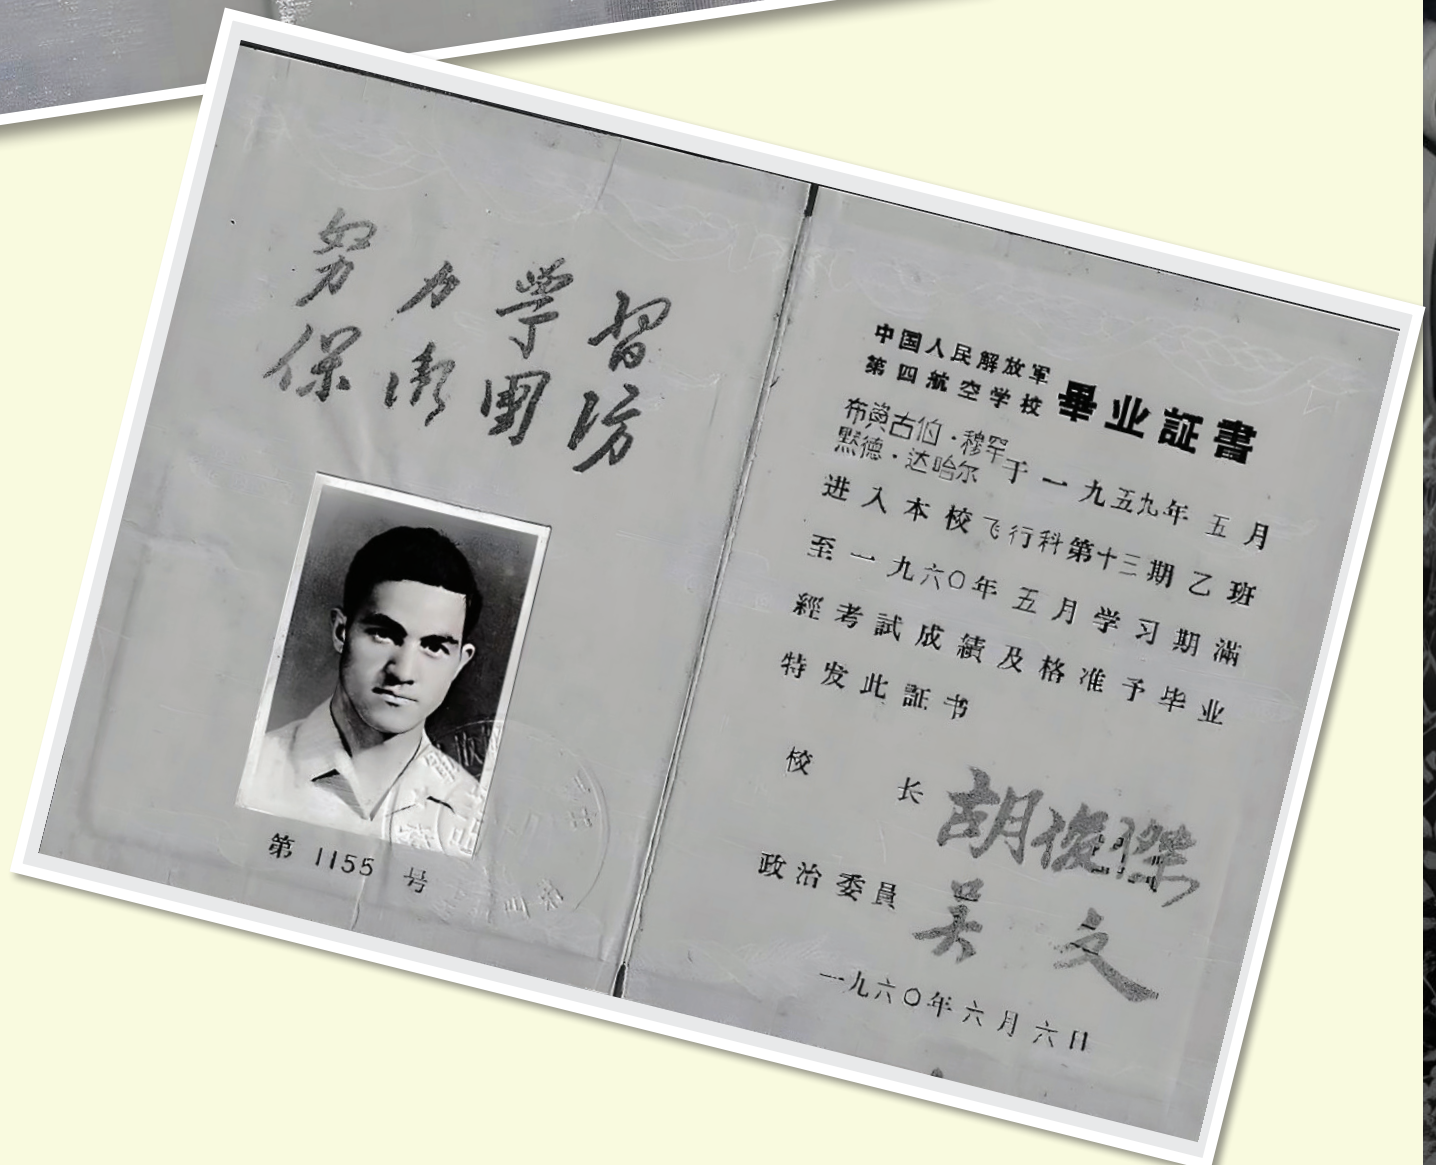 努力学習
保衛國防
第 1155 号
中国人民解放军
第四航空学校 畢业証書
布賁古伯·穆罕
黙德·达哈尔于一九五九年五月
进入本校飞行科第十三期乙班
至一九六〇年五月学习期滿
經考試成績及格准予毕业
特发此証书
校长 胡俊傑
政治委員 吴文
一九六〇年六月六日